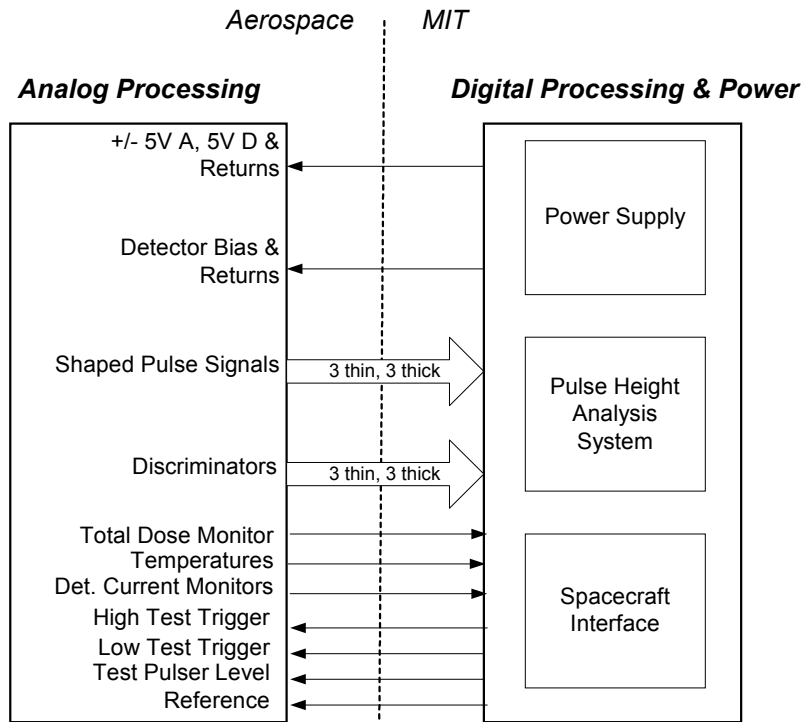 Aerospace
MIT
Analog Processing
Digital Processing & Power
+/- 5V A, 5V D &
Returns
Power Supply
Detector Bias &
Returns
Shaped Pulse Signals
3 thin, 3 thick
Pulse Height
Analysis
System
Discriminators
3 thin, 3 thick
Total Dose Monitor
Temperatures
Det. Current Monitors
High Test Trigger
Low Test Trigger
Test Pulser Level
Reference
Spacecraft
Interface